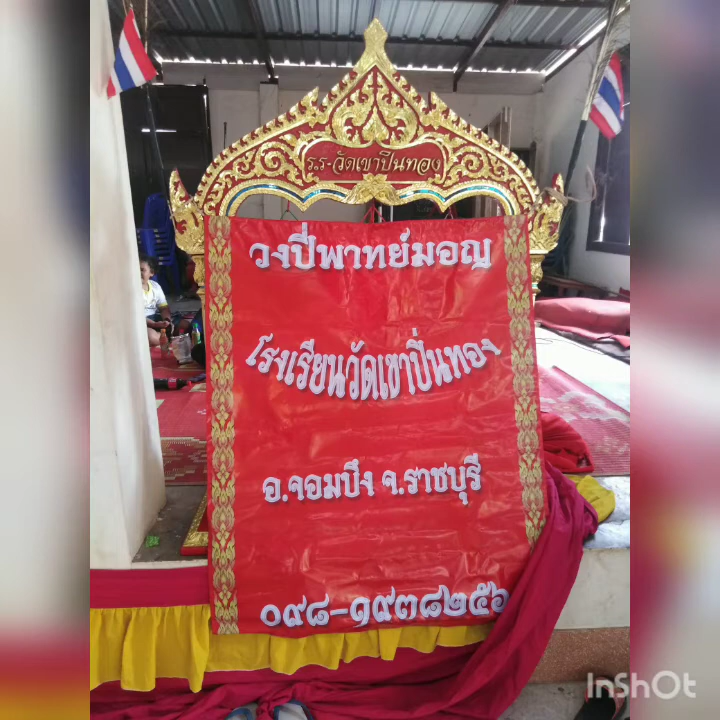 ร.ร-วัดเขาปิ่นทอง
วงปี่พาทย์มอญ
โรงเรียนวัดเขาปิ่นทอง
อ.จอมบึง จ.ราชบุรี
๐๙๘-๑๙๓๘๒๕๖
InShOt